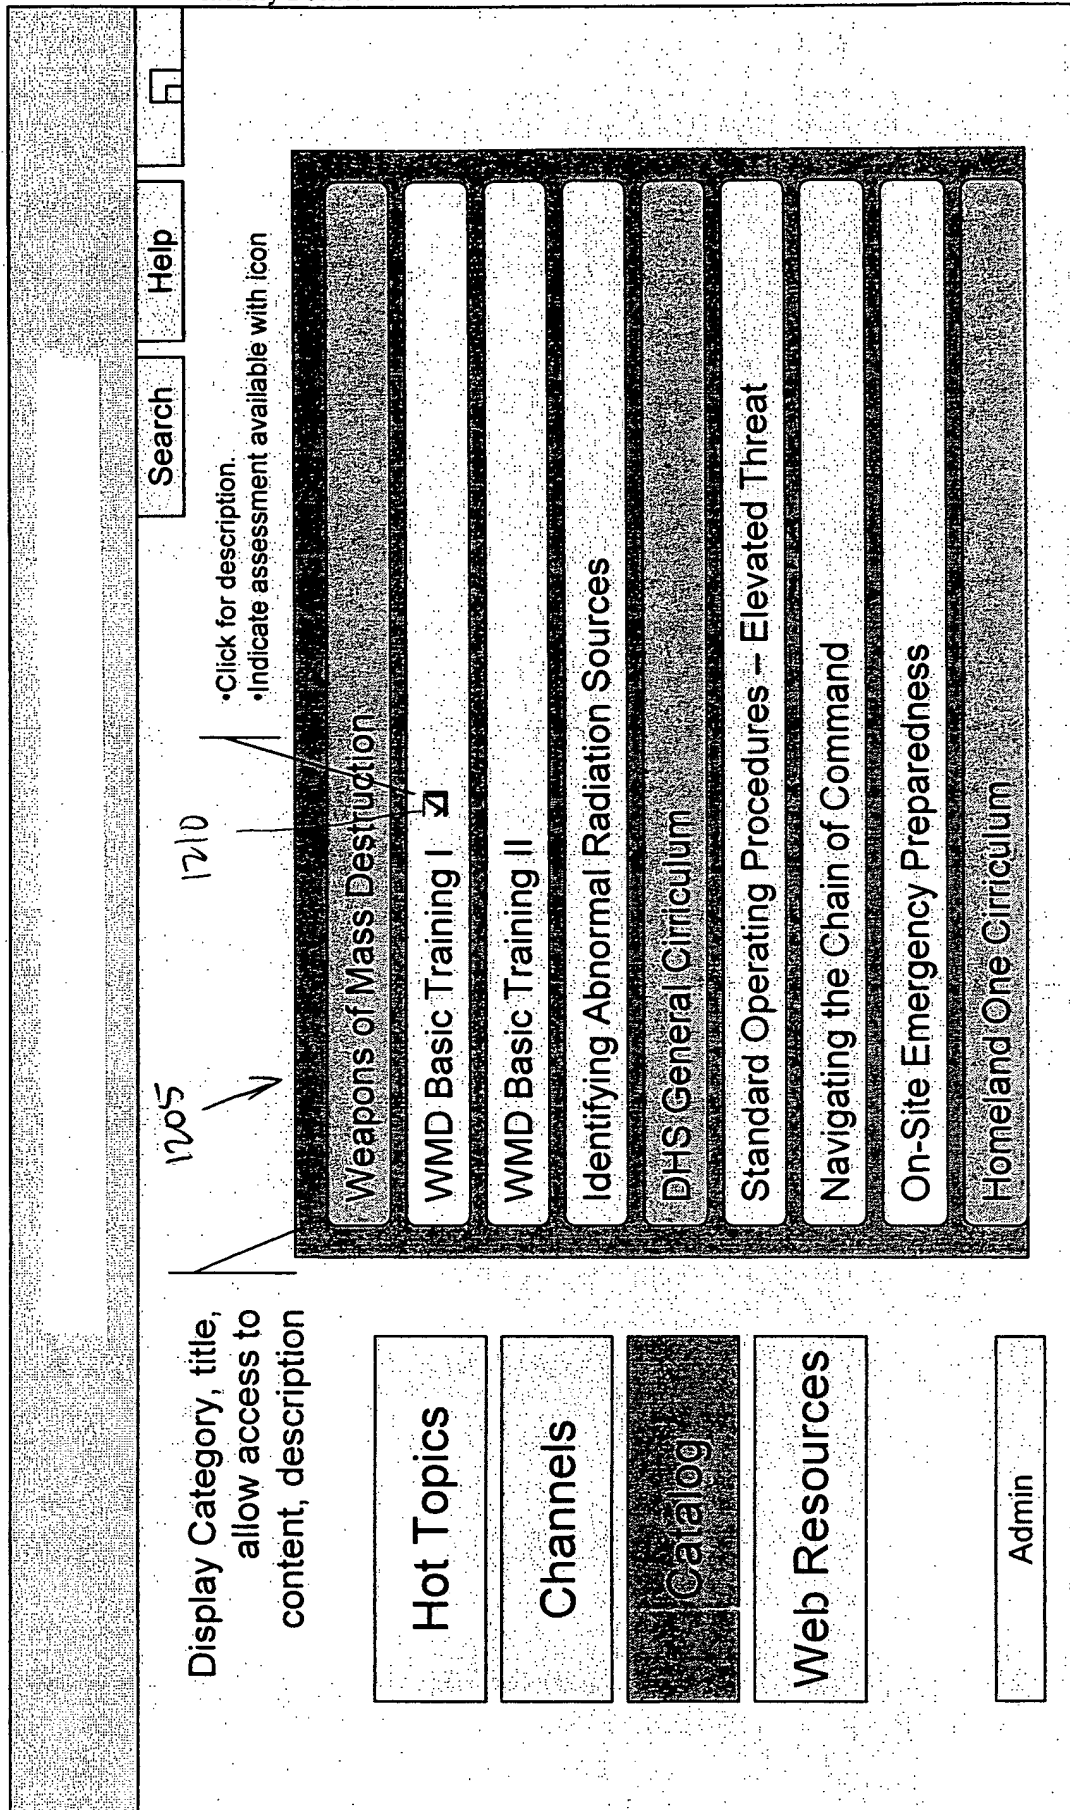 Search
Help
•Click for description.
•Indicate assessment available with icon
1205
1210
Display Category, title,
allow access to
content, description
Hot Topics
Channels
Catalog
Web Resources
Admin
Weapons of Mass Destruction
WMD Basic Training I
WMD Basic Training II
Identifying Abnormal Radiation Sources
DHS General Cirriculum
Standard Operating Procedures – Elevated Threat
Navigating the Chain of Command
On-Site Emergency Preparedness
Homeland One Cirriculum